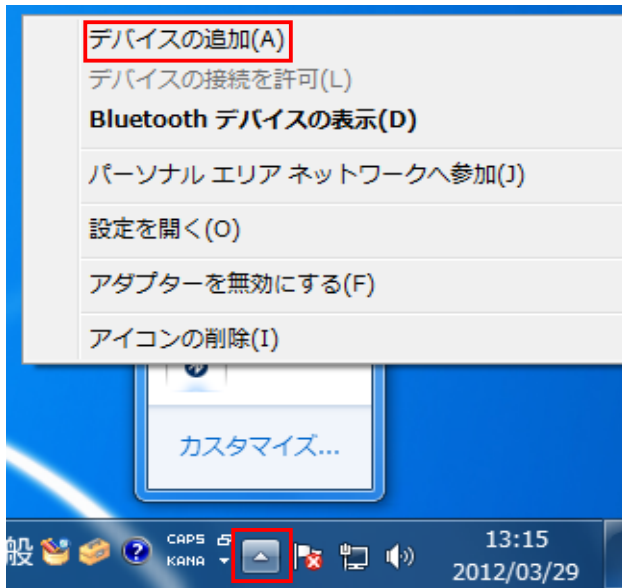 デバイスの追加(A)
デバイスの接続を許可(L)
Bluetooth デバイスの表示(D)
パーソナル エリア ネットワークへ参加(J)
設定を開く(O)
アダプターを無効にする(F)
アイコンの削除(I)
カスタマイズ...
般
CAPS
KANA
13:15
2012/03/29